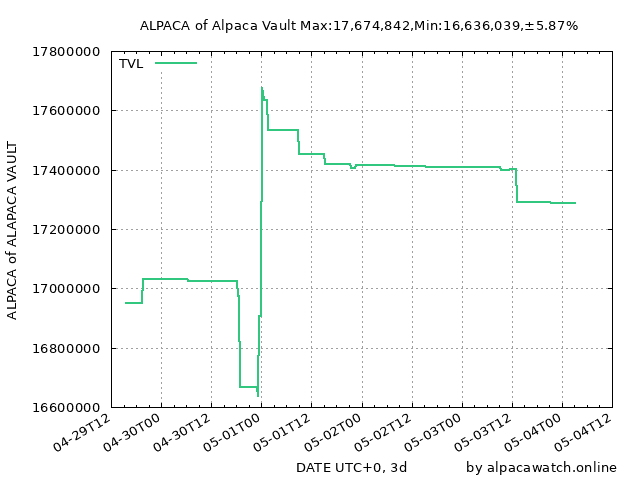 ALPACA of Alpaca Vault Max:17,674,842,Min:16,636,039,±5.87%
TVL
17800000
17600000
17400000
17200000
17000000
16800000
16600000
ALPACA of ALAPACA VAULT
04-29T12
04-30T00
04-30T12
05-01T00
05-01T12
05-02T00
05-02T12
05-03T00
05-03T12
05-04T00
05-04T12
DATE UTC+0, 3d
by alpacawatch.online